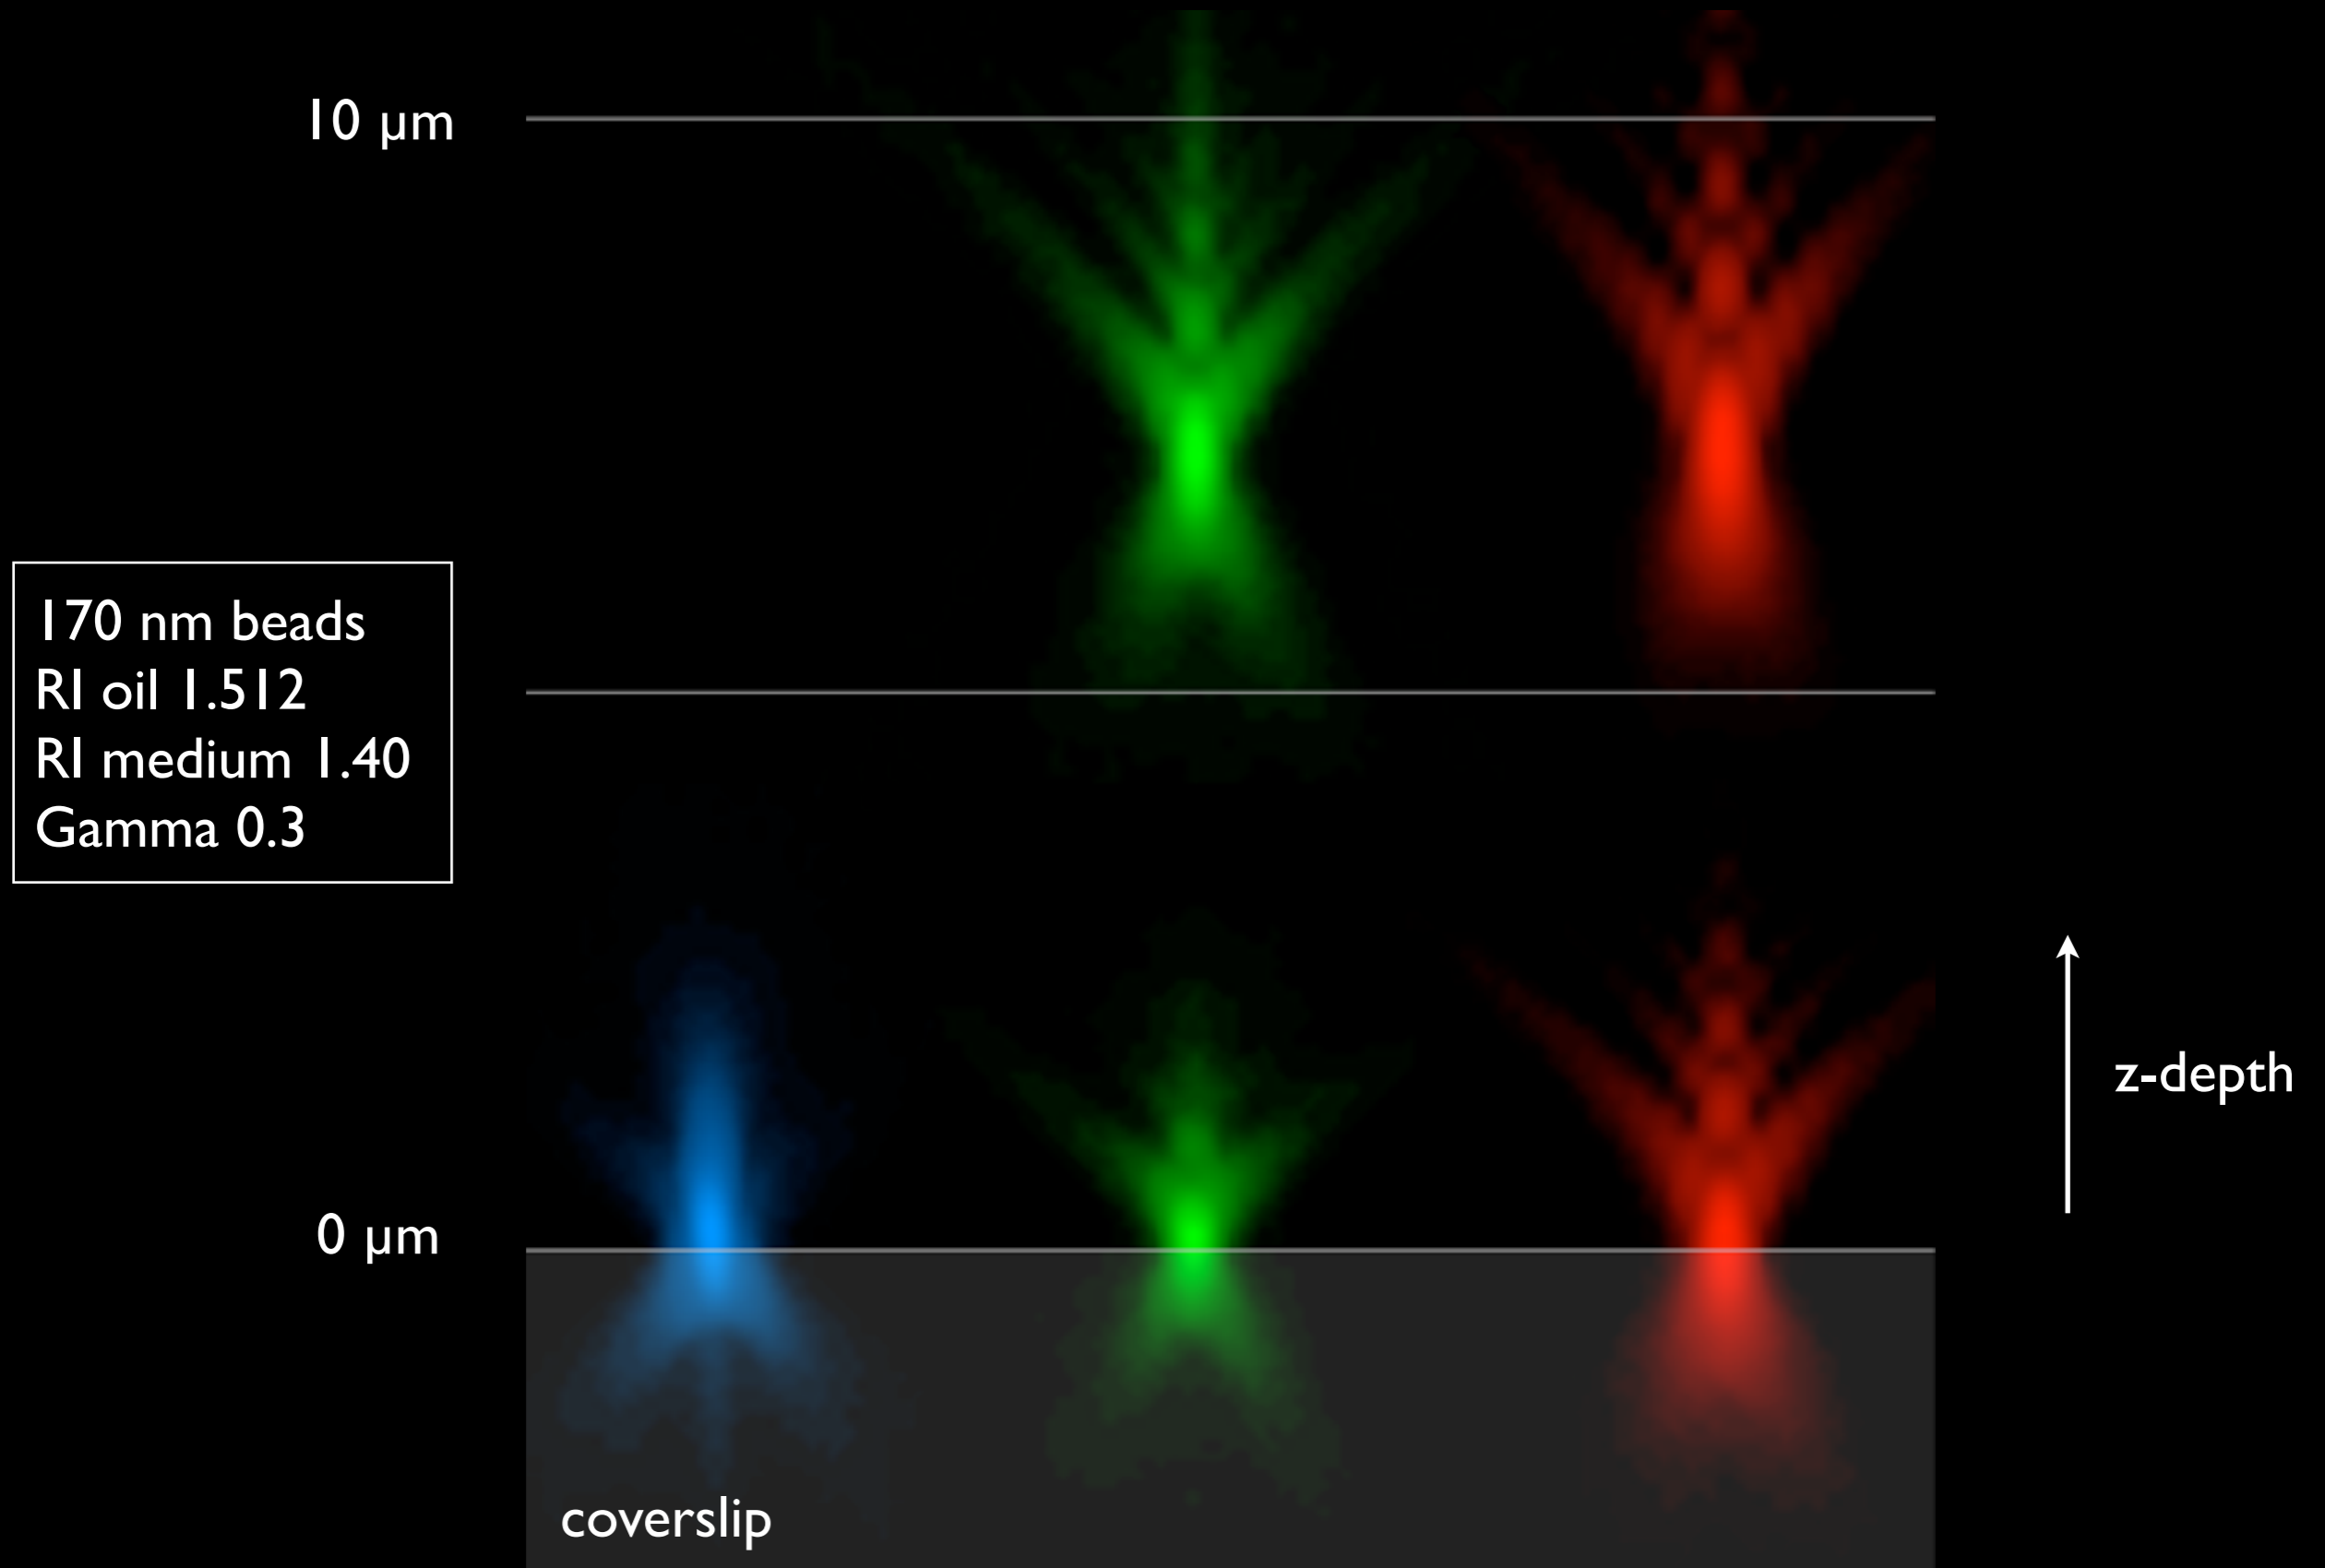 10 µm
170 nm beads
RI oil 1.512
RI medium 1.40
Gamma 0.3
z-depth
0 µm
coverslip